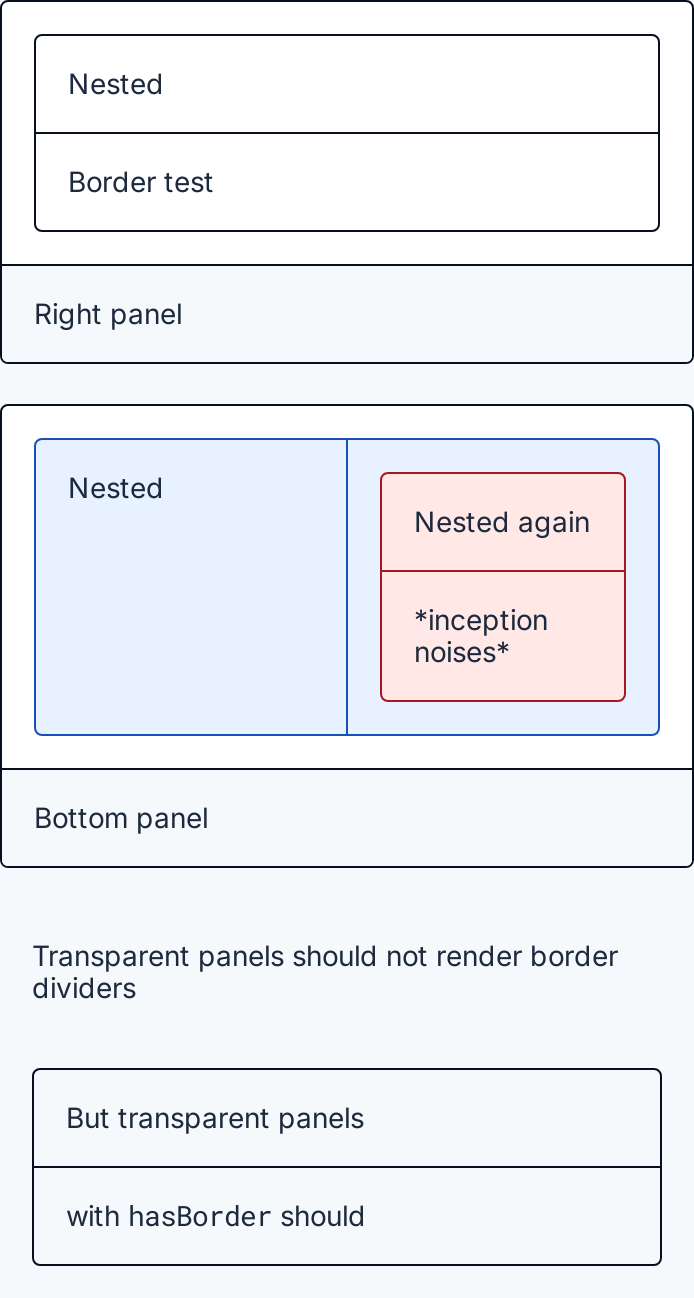 Nested
Border test
Right panel
Nested
Nested again
*inception
noises*
Bottom panel
Transparent panels should not render border
dividers
But transparent panels
with hasBorder should